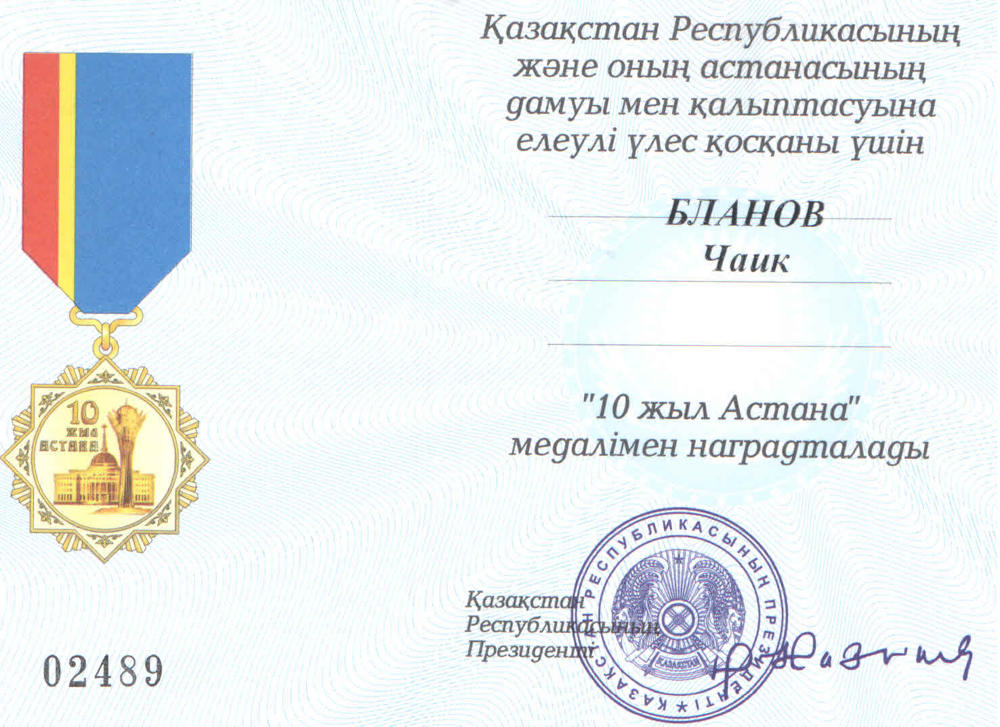 Қазақстан Республикасының
және оның астанасының
дамуы мен қалыптасуына
елеулі үлес қосқаны үшін
БЛАНОВ
Чаик
"10 жыл Астана"
медалімен наградталады
10
ЖЫЛ
АСТАНА
Қазақстан
Республикасының
Президенті
ҚАЗАҚСТАН РЕСПУБЛИКАСЫНЫҢ ПРЕЗИДЕНТІ
ҚАЗАҚСТАН
02489